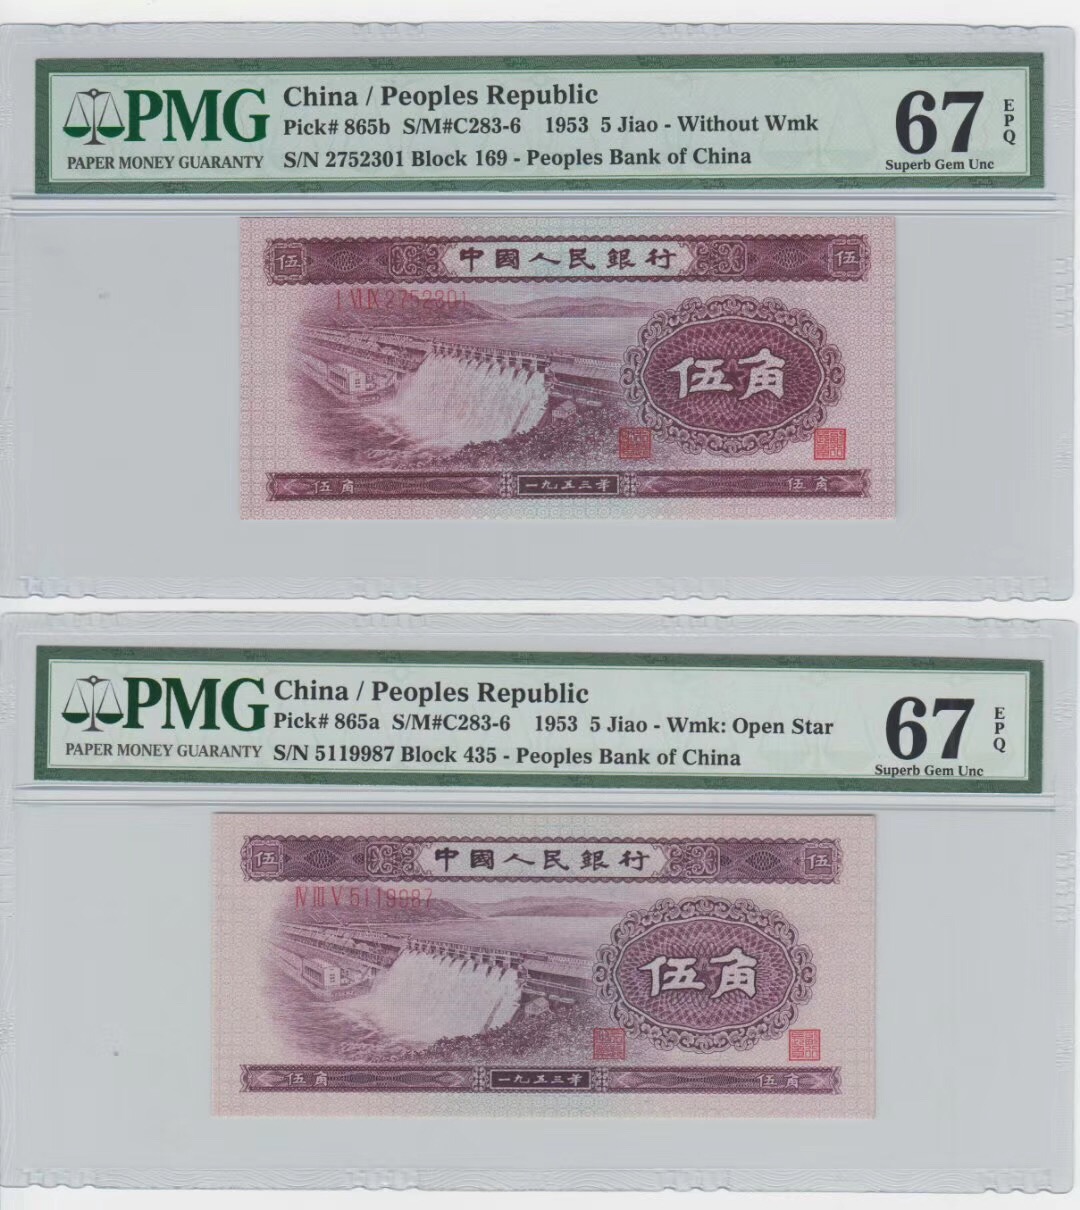 PMG
PAPER MONEY GUARANTY
China / Peoples Republic
Pick# 865b S/M#C283-6 1953 5 Jiao - Without Wmk
S/N 2752301 Block 169 - Peoples Bank of China
67
EPQ
Superb Gem Unc
伍 中國人民銀行 伍
I VI IX 2752301
伍角
伍角 一九五三年 伍角
PMG
PAPER MONEY GUARANTY
China / Peoples Republic
Pick# 865a S/M#C283-6 1953 5 Jiao - Wmk: Open Star
S/N 5119987 Block 435 - Peoples Bank of China
67
EPQ
Superb Gem Unc
伍 中國人民銀行 伍
IV III V 5119987
伍角
伍角 一九五三年 伍角